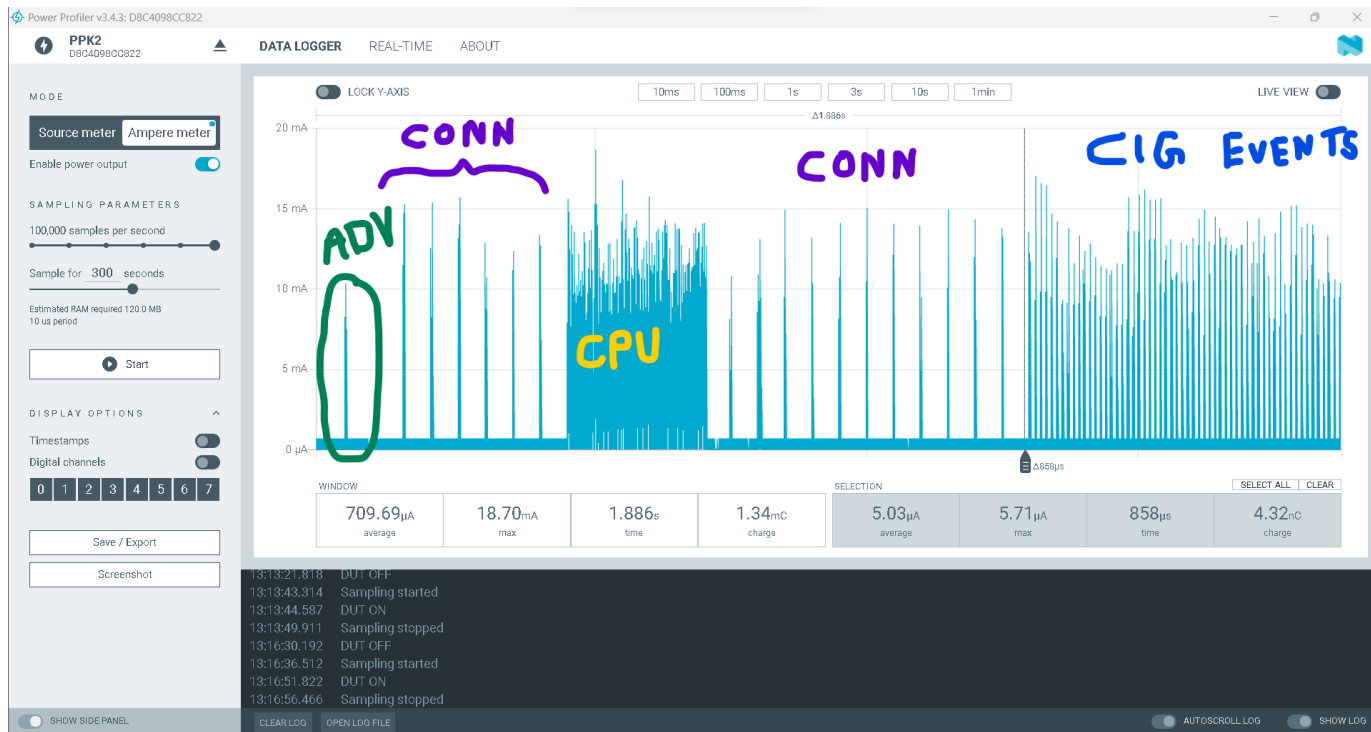 Power Profiler v3.4.3: D8C4098CC822
PPK2
D8C4098CC822
DATA LOGGER
REAL-TIME
ABOUT
MODE
Source meter
Ampere meter
Enable power output
SAMPLING PARAMETERS
100,000 samples per second
Sample for 300 seconds
Estimated RAM required 120.0 MB
10 us period
Start
DISPLAY OPTIONS
Timestamps
Digital channels
0 1 2 3 4 5 6 7
Save / Export
Screenshot
SHOW SIDE PANEL
LOCK Y-AXIS
10ms
100ms
1s
3s
10s
1min
LIVE VIEW
Δ1.886s
20 mA
15 mA
10 mA
5 mA
0 µA
CONN
ADV
CPU
CONN
CIG EVENTS
Δ858µs
WINDOW
709.69µA
average
18.70mA
max
1.886s
time
1.34mC
charge
SELECTION
SELECT ALL
CLEAR
5.03µA
average
5.71µA
max
858µs
time
4.32nC
charge
13:13:21.818 DUT OFF
13:13:43.314 Sampling started
13:13:44.587 DUT ON
13:13:49.911 Sampling stopped
13:16:30.192 DUT OFF
13:16:36.512 Sampling started
13:16:51.822 DUT ON
13:16:56.466 Sampling stopped
CLEAR LOG
OPEN LOG FILE
AUTOSCROLL LOG
SHOW LOG